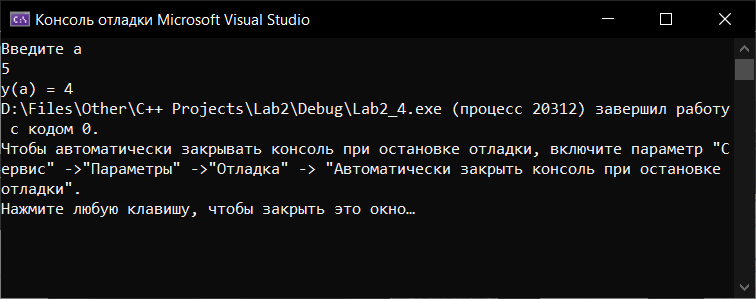 Консоль отладки Microsoft Visual Studio
Введите a
5
y(a) = 4
D:\Files\Other\C++ Projects\Lab2\Debug\Lab2_4.exe (процесс 20312) завершил работу
с кодом 0.
Чтобы автоматически закрывать консоль при остановке отладки, включите параметр "С
ервис" ->"Параметры" ->"Отладка" -> "Автоматически закрыть консоль при остановке
отладки".
Нажмите любую клавишу, чтобы закрыть это окно…